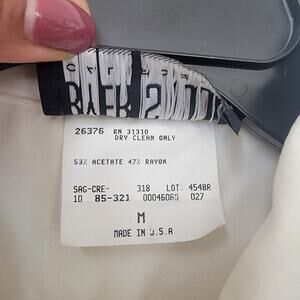 26376 RN 31310
DRY CLEAN ONLY
53% ACETATE 47% RAYON
SAG-CRE- 318 LOT: 4548R
10 85-321 00046060 027
M
MADE IN U.S.A